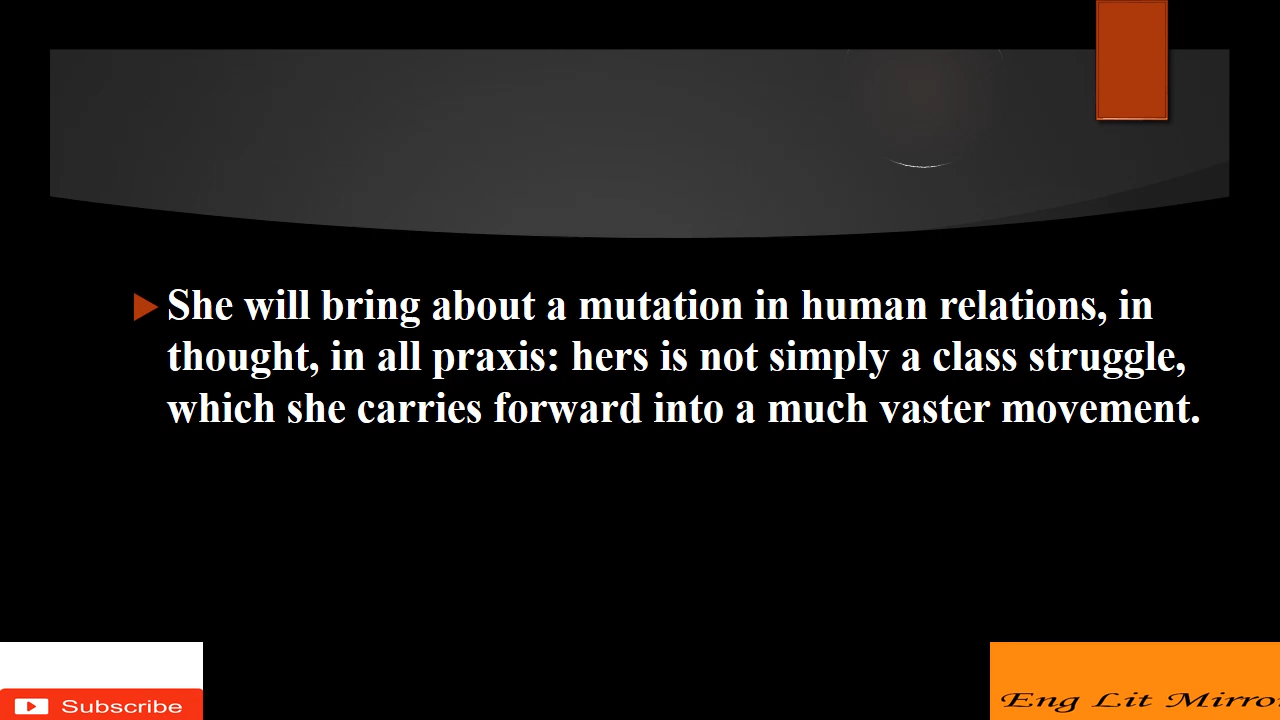 She will bring about a mutation in human relations, in
thought, in all praxis: hers is not simply a class struggle,
which she carries forward into a much vaster movement.
Subscribe
Eng Lit Mirro